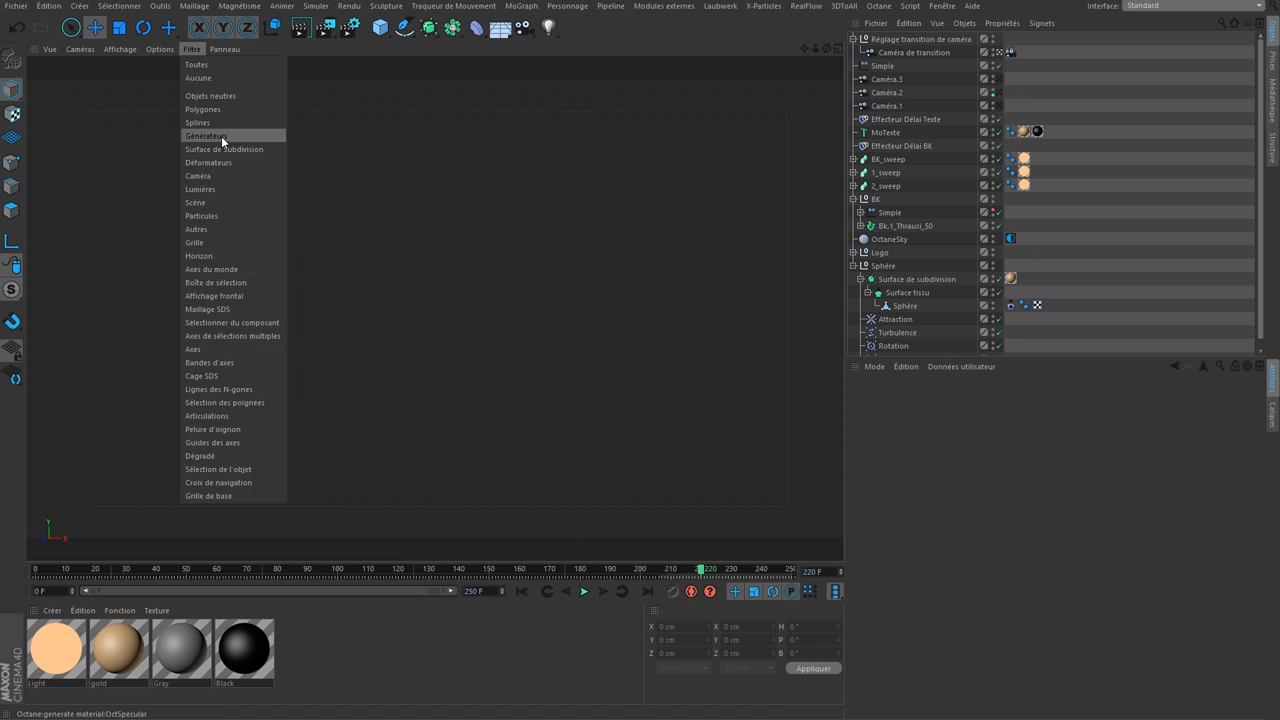 Fichier Édition Créer Sélectionner Outils Maillage Magnétisme Animer Simuler Rendu Sculpture Traqueur de Mouvement MoGraph Personnage Pipeline Modules externes Laubwerk X-Particles RealFlow 3DToAll Octane Script Fenêtre Aide Interface: Standard
Fichier Édition Vue Objets Propriétés Signets
Vue Caméras Affichage Options Filtre Panneau
Toutes
Aucune
Objets neutres
Polygones
Splines
Générateurs
Surface de subdivision
Déformateurs
Caméra
Lumières
Scène
Particules
Autres
Grille
Horizon
Axes du monde
Boîte de sélection
Affichage frontal
Maillage SDS
Sélectionner du composant
Axes de sélections multiples
Axes
Bandes d'axes
Cage SDS
Lignes des N-gones
Sélection des poignées
Articulations
Pelure d'oignon
Guides des axes
Dégradé
Sélection de l'objet
Croix de navigation
Grille de base
Y
X
Réglage transition de caméra
Caméra de transition
Simple
Caméra.3
Caméra.2
Caméra.1
Effecteur Délai Texte
MoTexte
Effecteur Délai BK
BK_sweep
1_sweep
2_sweep
BK
Simple
Bk.1_Thrausi_50
OctaneSky
Logo
Sphère
Surface de subdivision
Surface tissu
Sphère
Attraction
Turbulence
Rotation
Objets
Prises
Médiathèque
Structure
Mode Édition Données utilisateur
Attributs
Calques
0 10 20 30 40 50 60 70 80 90 100 110 120 130 140 150 160 170 180 190 200 210 220 230 240 250 220 F
0 F 0 F 250 F 250 F
Créer Édition Fonction Texture
Light gold Gray Black
X 0 cm X 0 cm H 0 °
Y 0 cm Y 0 cm P 0 °
Z 0 cm Z 0 cm B 0 °
Appliquer
MAXON CINEMA 4D
Octane:generate material:OctSpecular